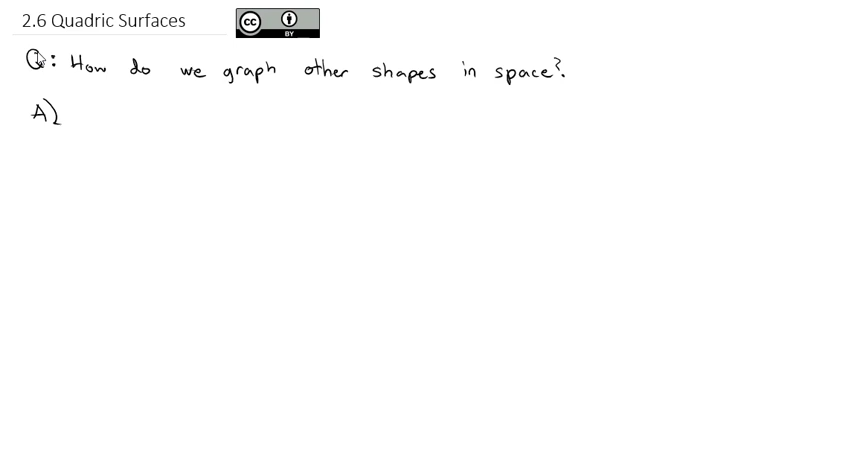 2.6 Quadric Surfaces
CC BY
Q: How do we graph other shapes in space?
A)